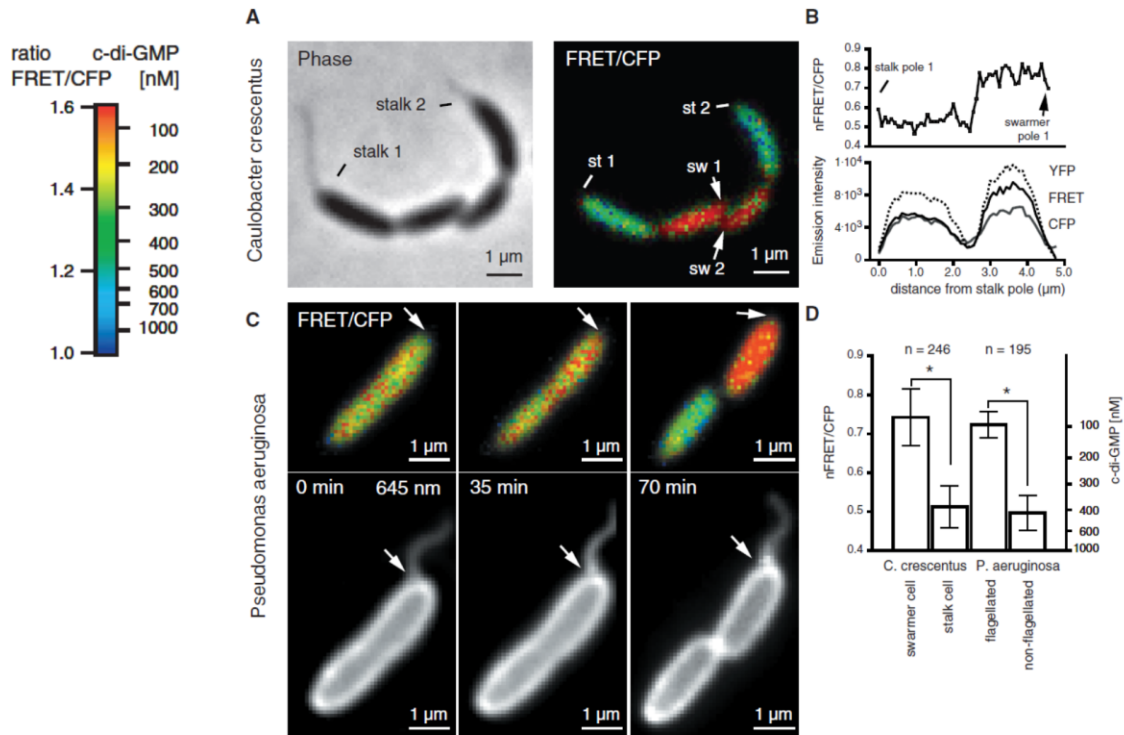 ratio c-di-GMP
FRET/CFP [nM]
1.6
100
200
1.4
300
400
1.2
500
600
700
1000
1.0
A
Caulobacter crescentus
Phase
stalk 2
stalk 1
1 µm
FRET/CFP
st 2
st 1
sw 1
sw 2
1 µm
B
nFRET/CFP
0.9
0.8
0.7
0.6
0.5
0.4
stalk pole 1
swarmer
pole 1
Emission intensity
1·10⁴
8·10³
4·10³
0
YFP
FRET
CFP
0.0 1.0 2.0 3.0 4.0 5.0
distance from stalk pole (µm)
C
Pseudomonas aeruginosa
FRET/CFP
1 µm
1 µm
1 µm
0 min 645 nm
35 min
70 min
1 µm
1 µm
1 µm
D
n = 246 n = 195
* *
nFRET/CFP
0.9
0.8
0.7
0.6
0.5
0.4
c-di-GMP [nM]
100
200
300
400
600
1000
C. crescentus P. aeruginosa
swarmer cell
stalk cell
flagellated
non-flagellated